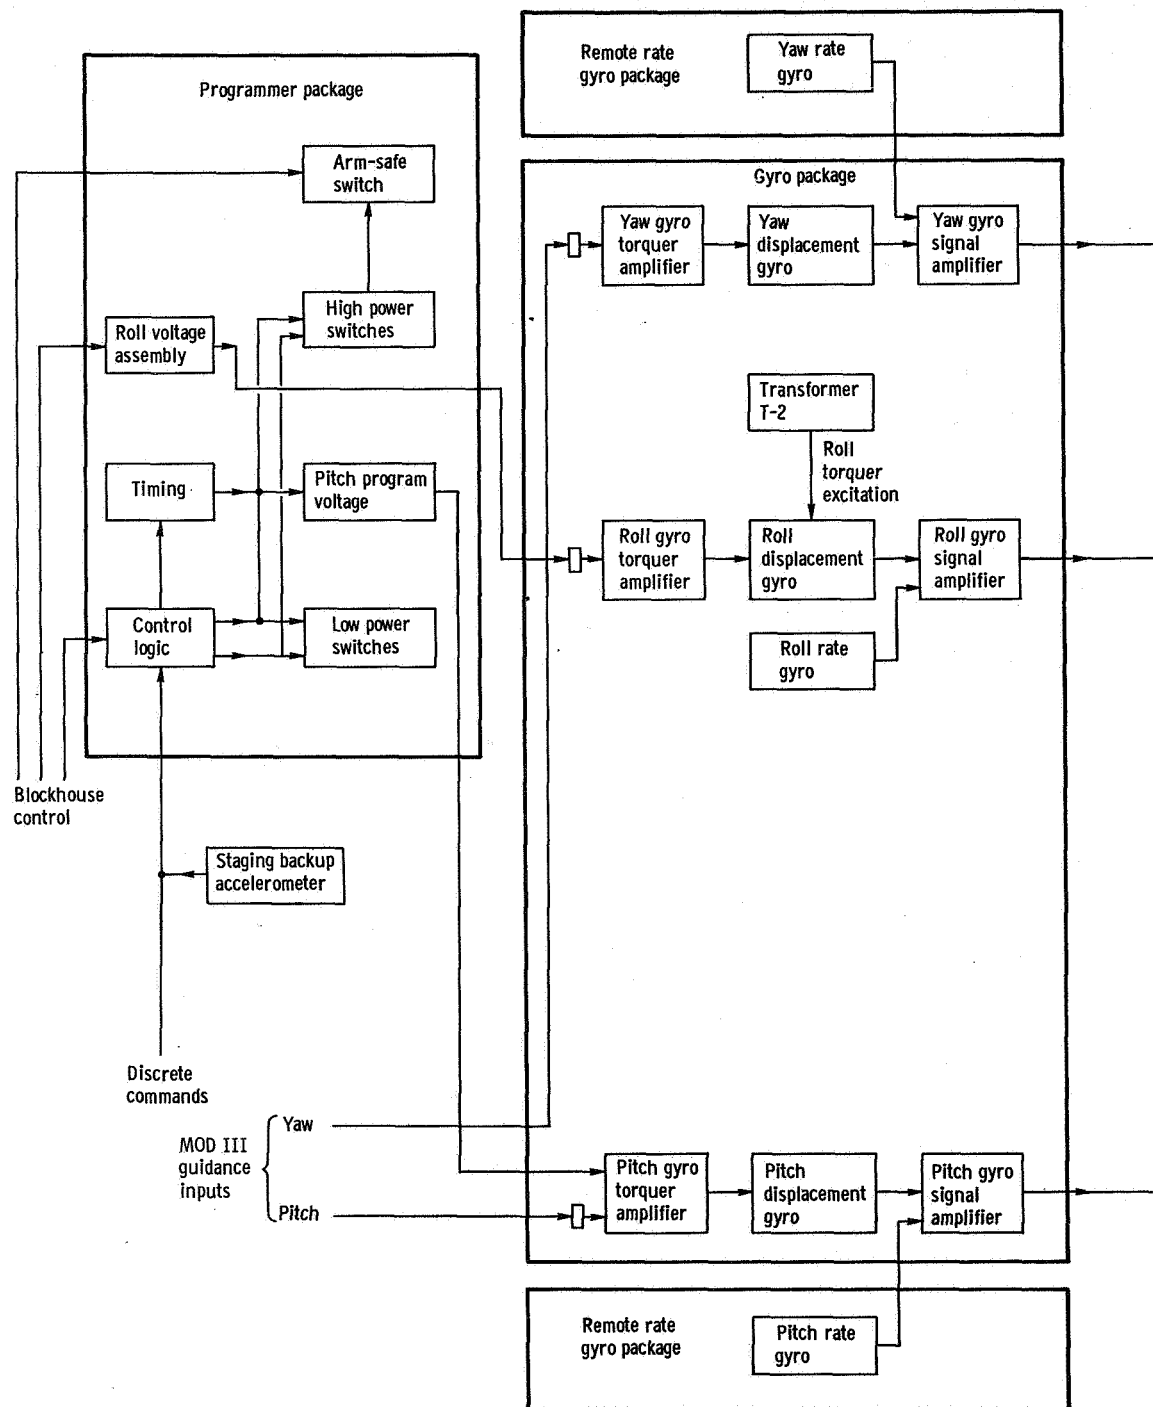 Remote rate
gyro package
Yaw rate
gyro
Programmer package
Arm-safe
switch
Gyro package
Yaw gyro
torquer
amplifier
Yaw
displacement
gyro
Yaw gyro
signal
amplifier
High power
switches
Roll voltage
assembly
Transformer
T-2
Roll
torquer
excitation
Timing
Pitch program
voltage
Roll gyro
torquer
amplifier
Roll
displacement
gyro
Roll gyro
signal
amplifier
Control
logic
Low power
switches
Roll rate
gyro
Blockhouse
control
Staging backup
accelerometer
Discrete
commands
MOD III
guidance
inputs
Yaw
Pitch
Pitch gyro
torquer
amplifier
Pitch
displacement
gyro
Pitch gyro
signal
amplifier
Remote rate
gyro package
Pitch rate
gyro